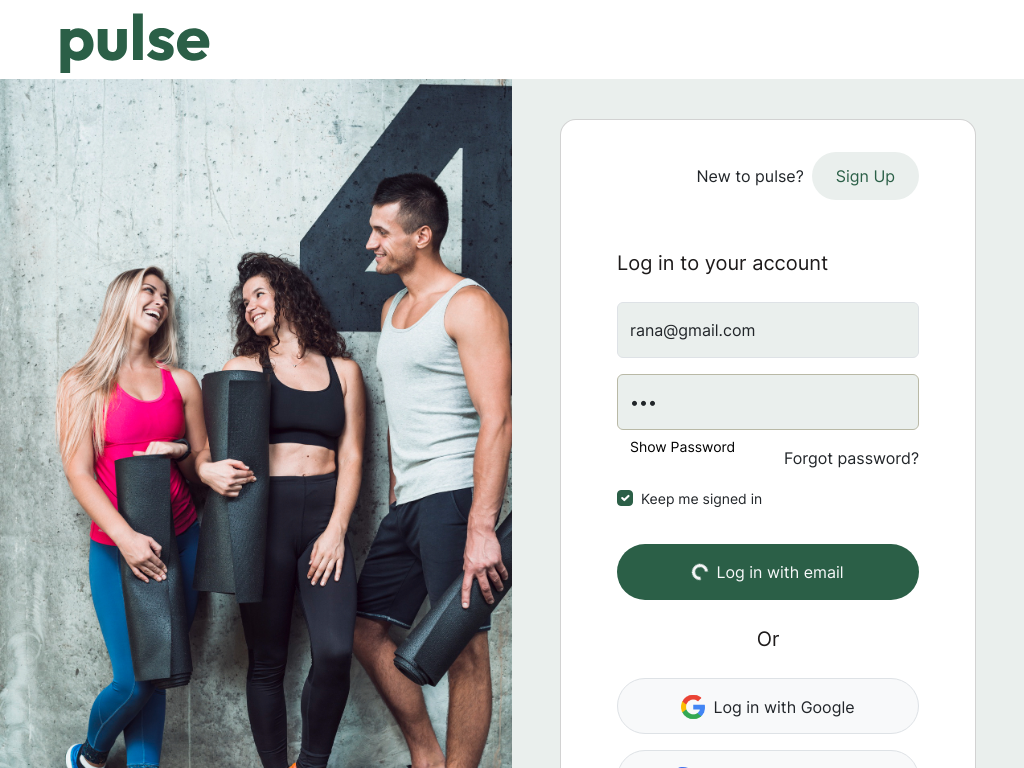 pulse
4
New to pulse? Sign Up
Log in to your account
rana@gmail.com
•••
Show Password
Forgot password?
Keep me signed in
Log in with email
Or
Log in with Google